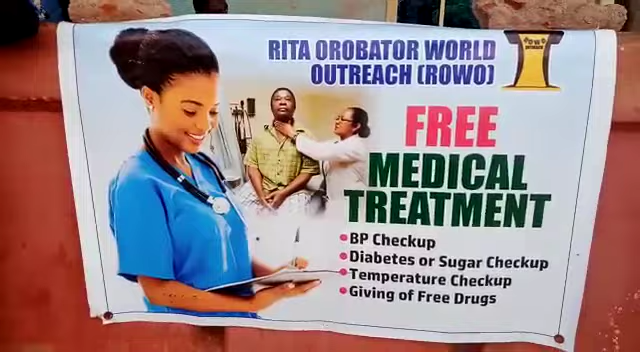 RITA OROBATOR WORLD
OUTREACH (ROWO)
FREE
MEDICAL
TREATMENT
BP Checkup
Diabetes or Sugar Checkup
Temperature Checkup
Giving of Free Drugs